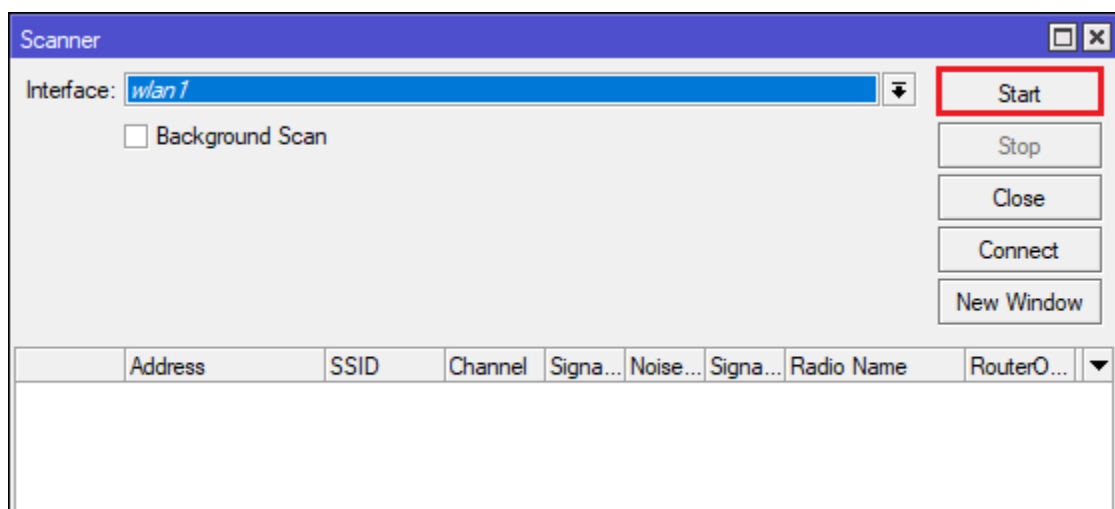 Scanner
Interface: wlan1
Start
Background Scan
Stop
Close
Connect
New Window
Address SSID Channel Signa... Noise... Signa... Radio Name RouterO...